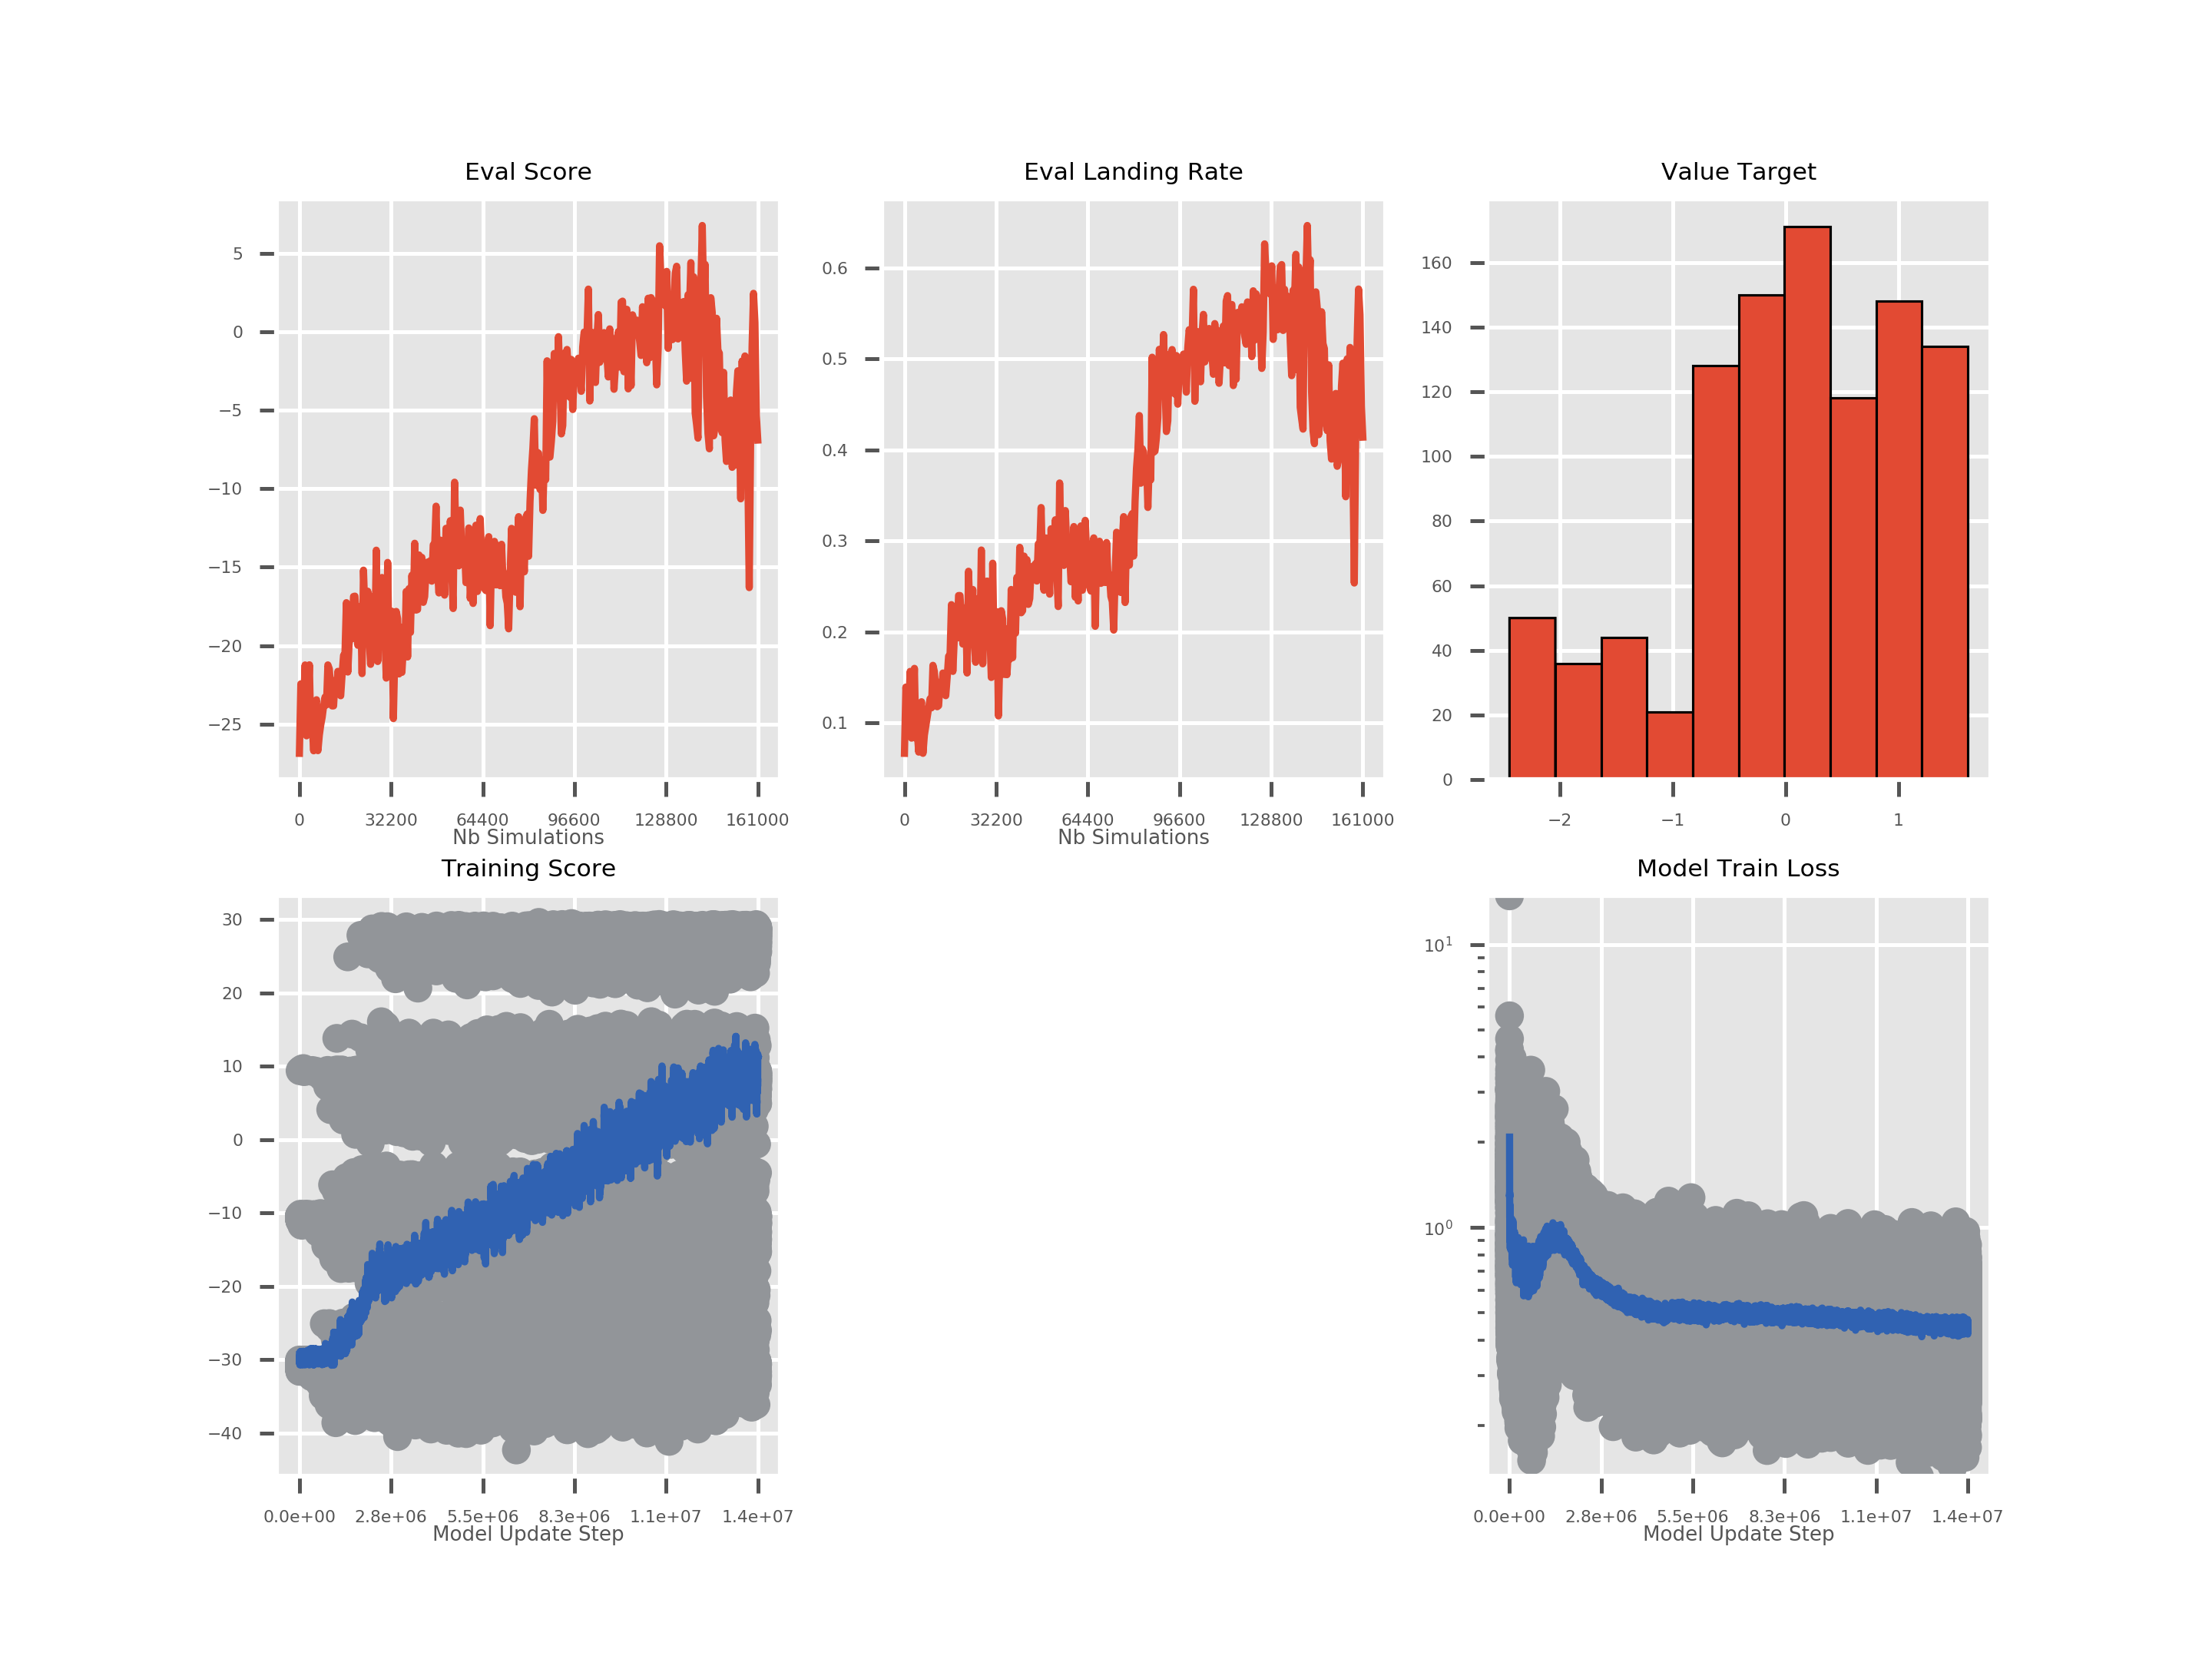 Eval Score
5
0
−5
−10
−15
−20
−25
0 32200 64400 96600 128800 161000
Nb Simulations
Eval Landing Rate
0.6
0.5
0.4
0.3
0.2
0.1
0 32200 64400 96600 128800 161000
Nb Simulations
Value Target
160
140
120
100
80
60
40
20
0
−2 −1 0 1
Training Score
30
20
10
0
−10
−20
−30
−40
0.0e+00 2.8e+06 5.5e+06 8.3e+06 1.1e+07 1.4e+07
Model Update Step
Model Train Loss
10¹
10⁰
0.0e+00 2.8e+06 5.5e+06 8.3e+06 1.1e+07 1.4e+07
Model Update Step